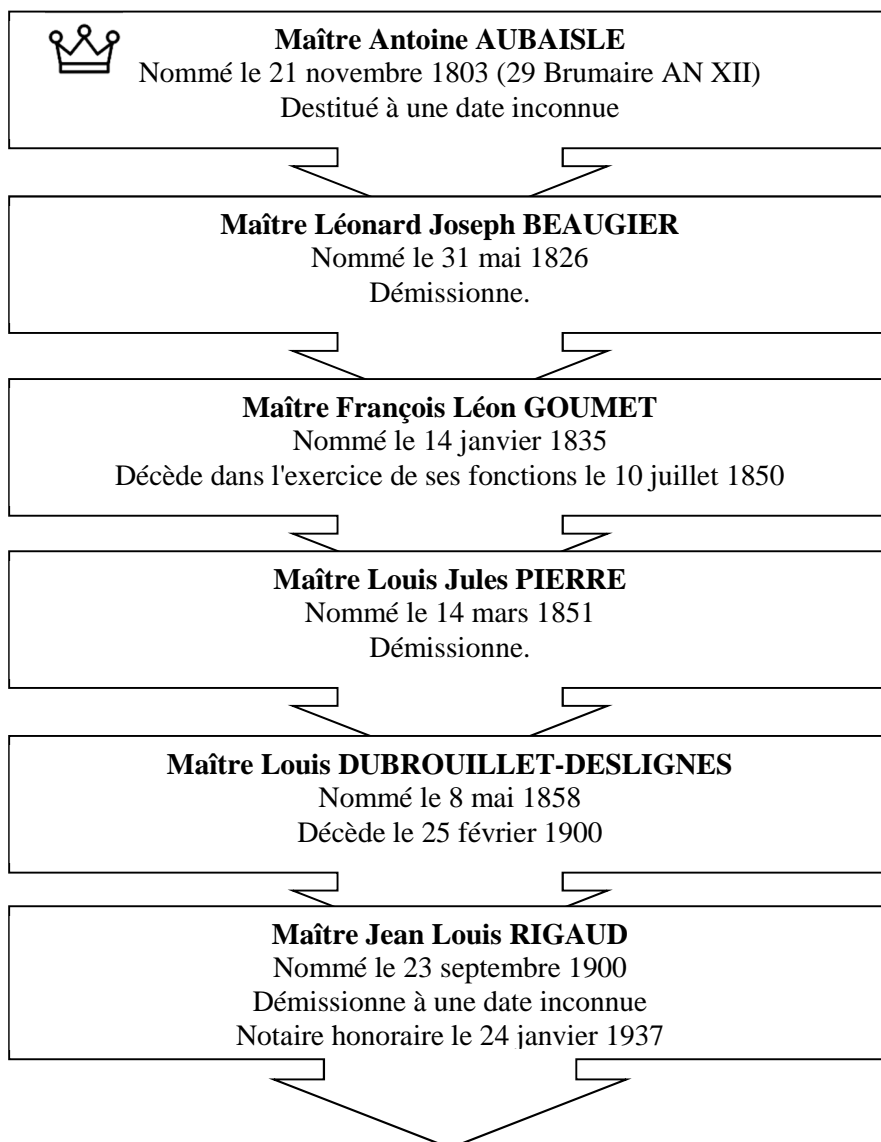 Maître Antoine AUBAISLE
Nommé le 21 novembre 1803 (29 Brumaire AN XII)
Destitué à une date inconnue
Maître Léonard Joseph BEAUGIER
Nommé le 31 mai 1826
Démissionne.
Maître François Léon GOUMET
Nommé le 14 janvier 1835
Décède dans l'exercice de ses fonctions le 10 juillet 1850
Maître Louis Jules PIERRE
Nommé le 14 mars 1851
Démissionne.
Maître Louis DUBROUILLET-DESLIGNES
Nommé le 8 mai 1858
Décède le 25 février 1900
Maître Jean Louis RIGAUD
Nommé le 23 septembre 1900
Démissionne à une date inconnue
Notaire honoraire le 24 janvier 1937